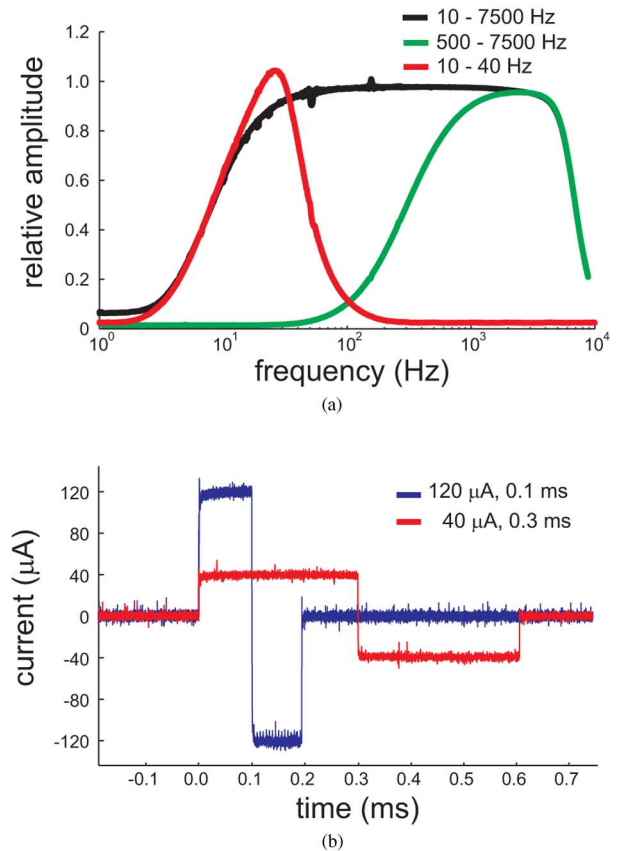 10 - 7500 Hz
500 - 7500 Hz
10 - 40 Hz
relative amplitude
1.2
1.0
0.8
0.6
0.4
0.2
0
10⁰
10¹
10²
10³
10⁴
frequency (Hz)
(a)
120 μA, 0.1 ms
40 μA, 0.3 ms
current (μA)
120
80
40
0
-40
-80
-120
-0.1
0.0
0.1
0.2
0.3
0.4
0.5
0.6
0.7
time (ms)
(b)